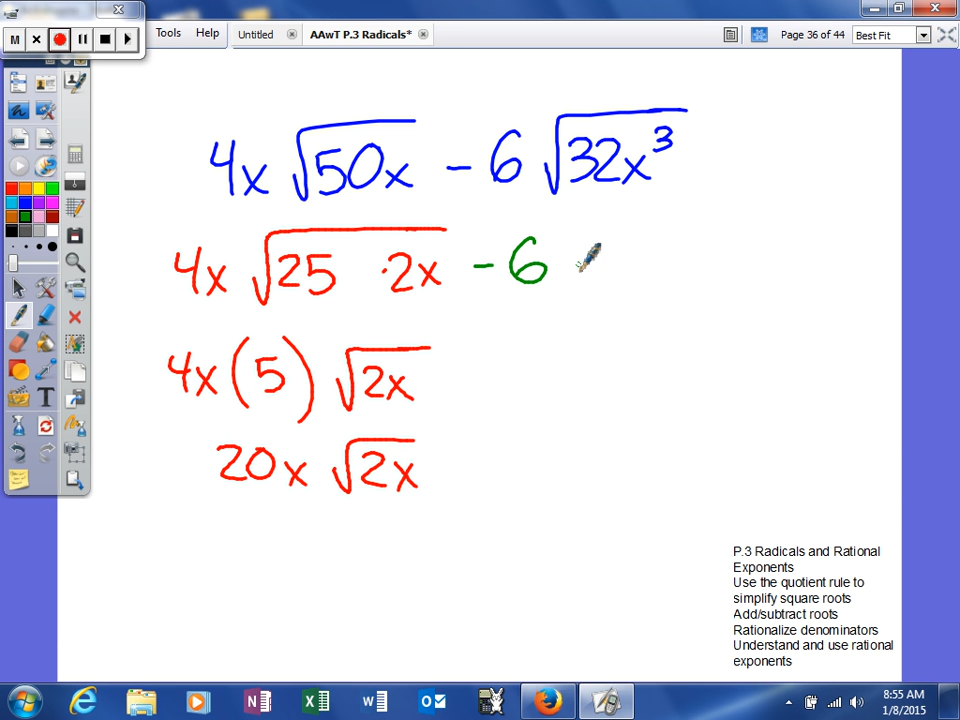 M
Tools Help Untitled AAwT P.3 Radicals* Page 36 of 44 Best Fit
4x √50x - 6 √32x³
4x √25 ·2x - 6
4x (5) √2x
20x √2x
P.3 Radicals and Rational
Exponents
Use the quotient rule to
simplify square roots
Add/subtract roots
Rationalize denominators
Understand and use rational
exponents
8:55 AM
1/8/2015